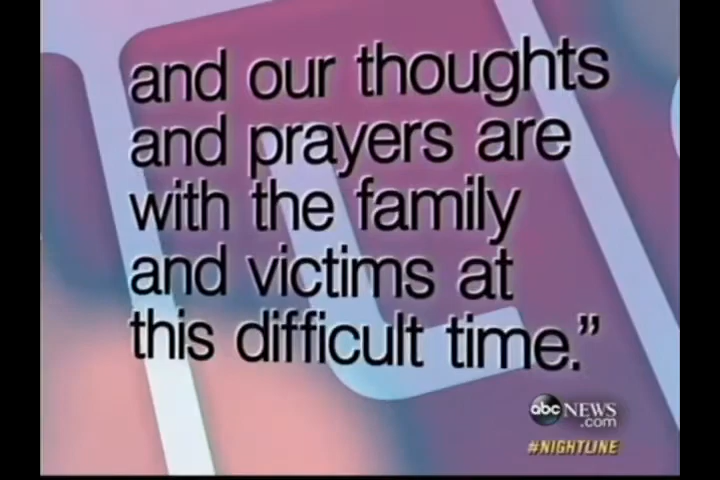 and our thoughts
and prayers are
with the family
and victims at
this difficult time.”
abc NEWS
.com
#NIGHTLINE